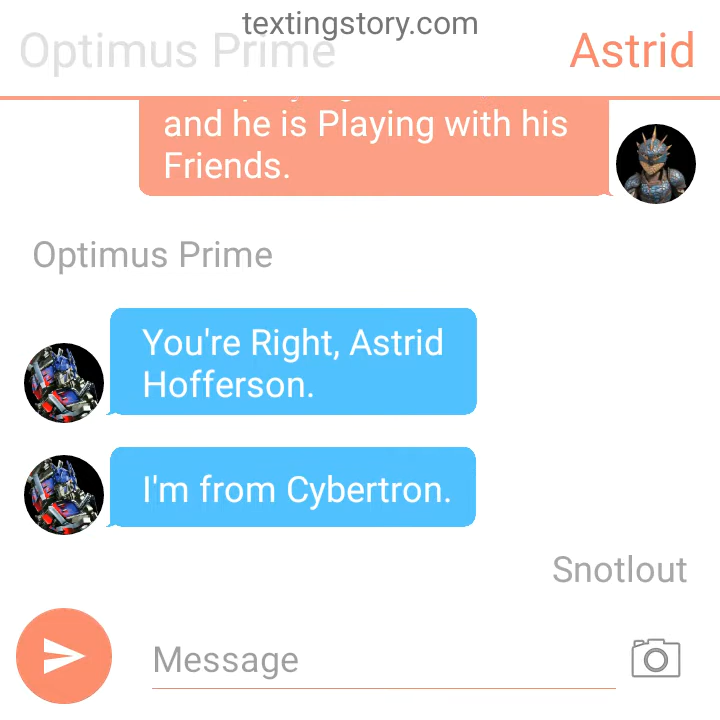 textingstory.com
Optimus Prime
Astrid
and he is Playing with his
Friends.
Optimus Prime
You're Right, Astrid
Hofferson.
I'm from Cybertron.
Snotlout
Message